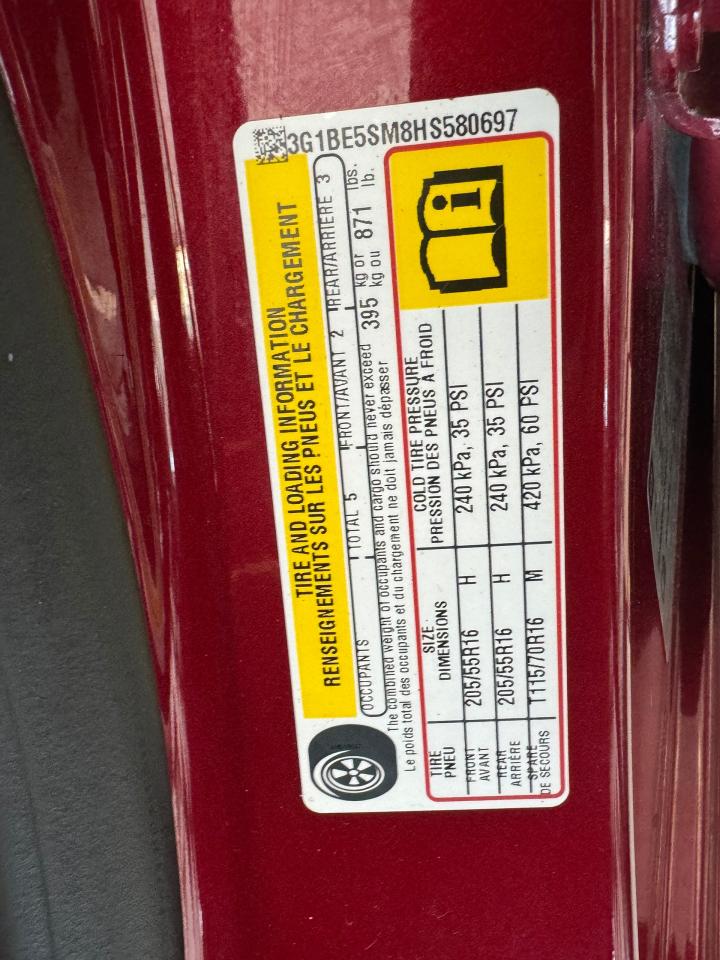 3G1BE5SM8HS580697
TIRE AND LOADING INFORMATION
RENSEIGNEMENTS SUR LES PNEUS ET LE CHARGEMENT
OCCUPANTS TOTAL 5 FRONT/AVANT 2 REAR/ARRIÈRE 3
The combined weight of occupants and cargo should never exceed 395 kg or 871 lbs.
Le poids total des occupants et du chargement ne doit jamais dépasser kg ou lb.
TIRE SIZE COLD TIRE PRESSURE
PNEU DIMENSIONS PRESSION DES PNEUS À FROID
FRONT
AVANT 205/55R16 H 240 kPa, 35 PSI
REAR
ARRIÈRE 205/55R16 H 240 kPa, 35 PSI
SPARE
DE SECOURS T115/70R16 M 420 kPa, 60 PSI